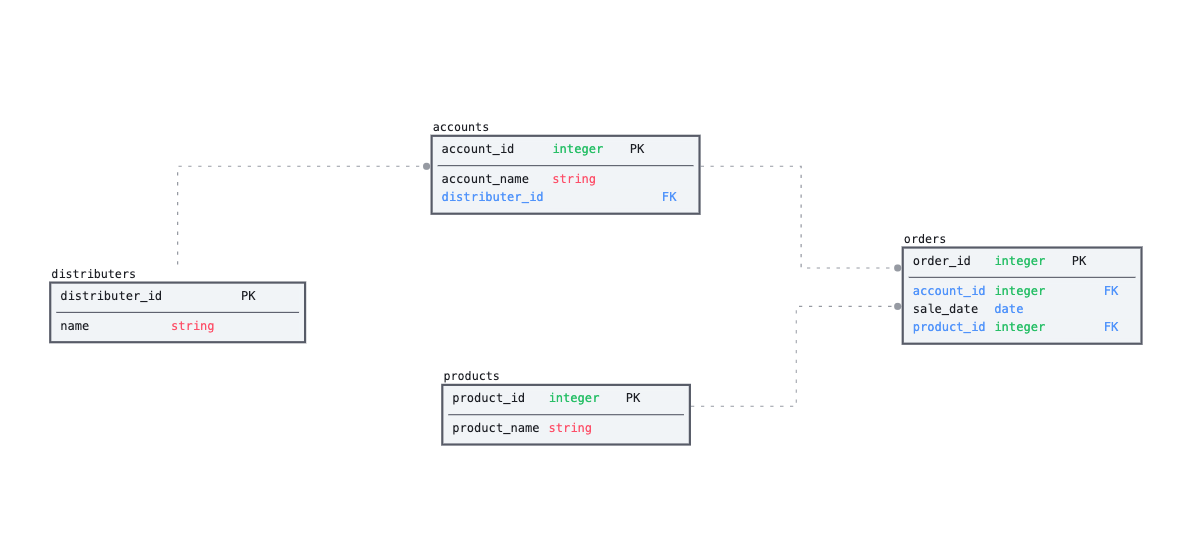 accounts
account_id integer PK
account_name string
distributer_id FK
distributers
distributer_id PK
name string
orders
order_id integer PK
account_id integer FK
sale_date date
product_id integer FK
products
product_id integer PK
product_name string